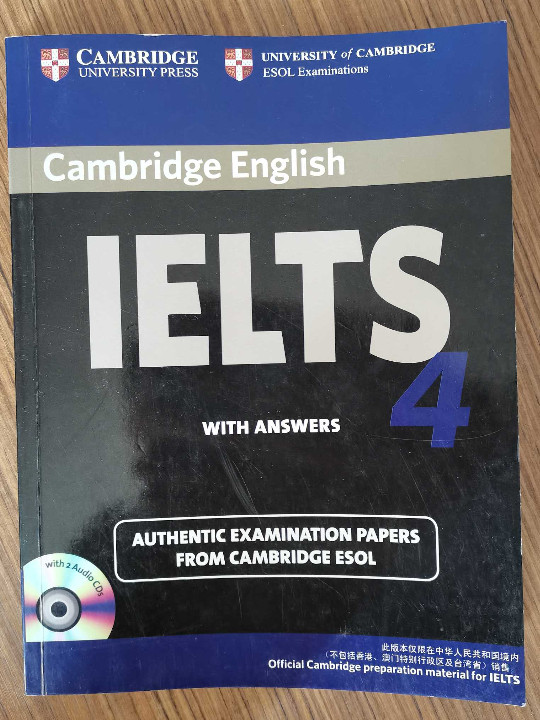 CAMBRIDGE
UNIVERSITY PRESS
UNIVERSITY of CAMBRIDGE
ESOL Examinations
Cambridge English
IELTS
4
WITH ANSWERS
AUTHENTIC EXAMINATION PAPERS
FROM CAMBRIDGE ESOL
with 2 Audio CDs
此版本仅限在中华人民共和国境内
（不包括香港、澳门特别行政区及台湾省）销售
Official Cambridge preparation material for IELTS